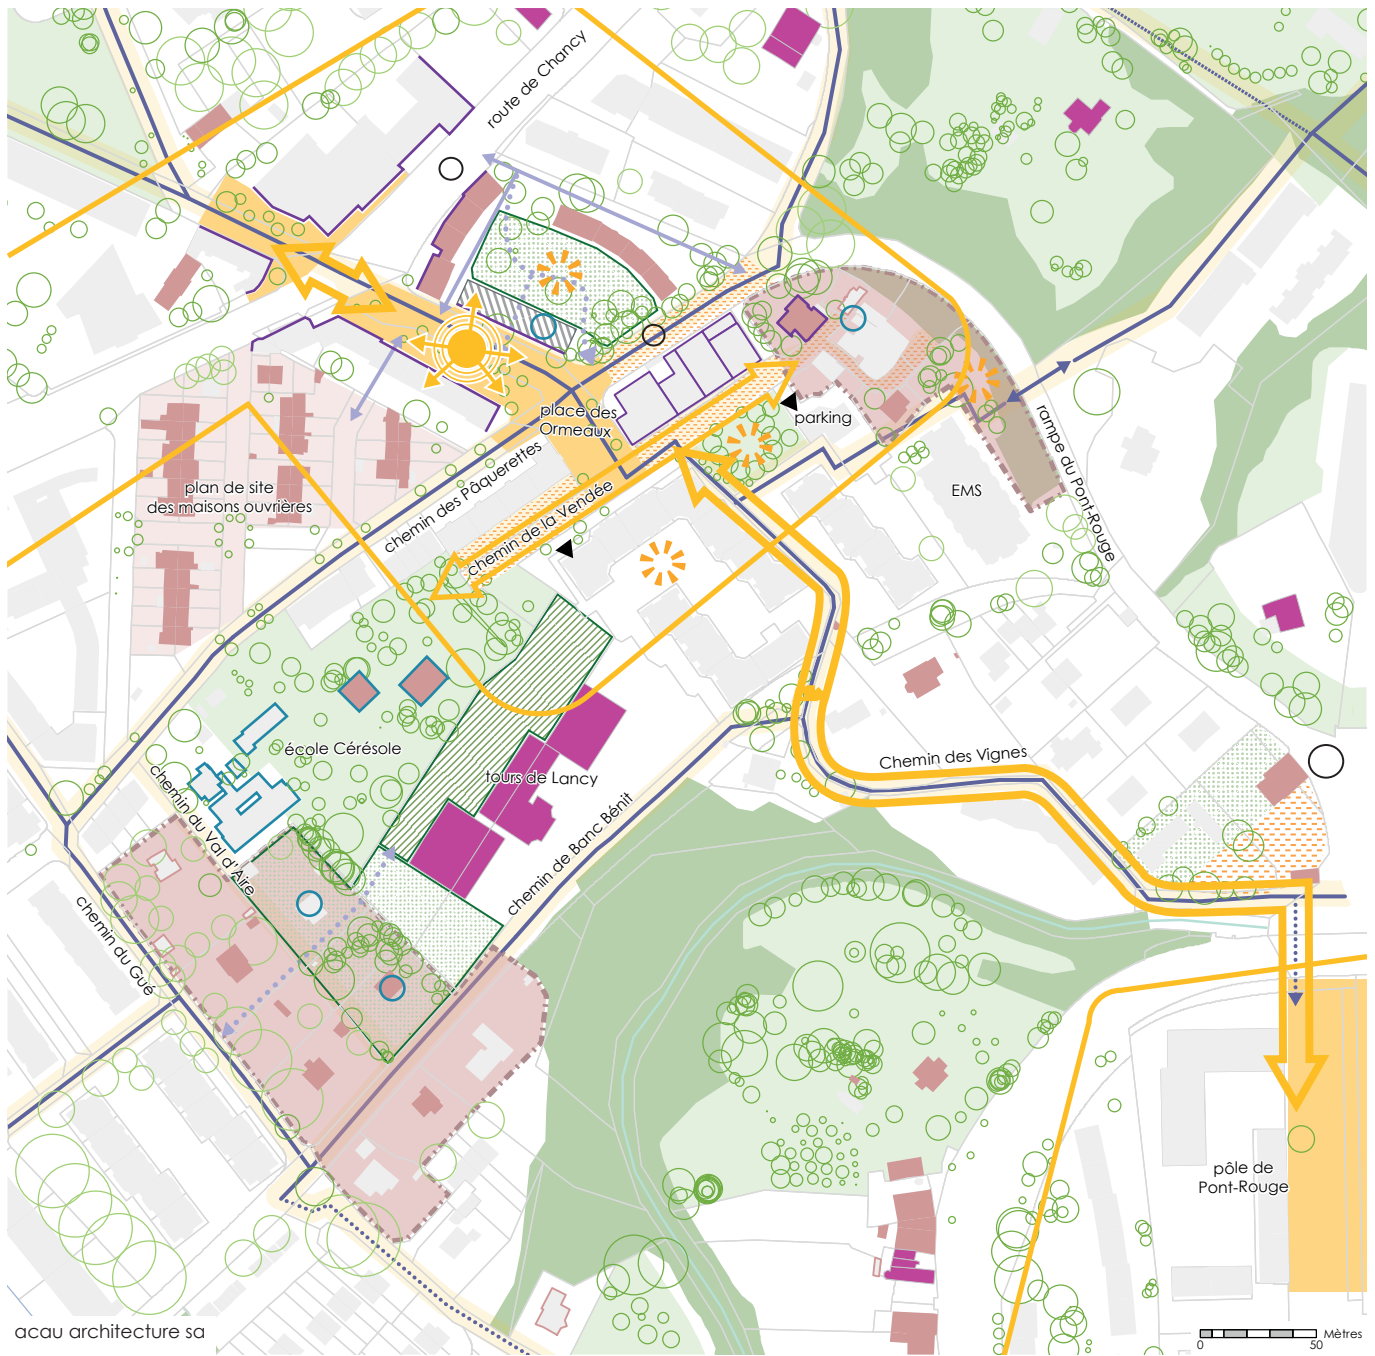 route de Chancy
place des
Ormeaux
parking
rampe du Pont-Rouge
EMS
plan de site
des maisons ouvrières
chemin des Pâquerettes
chemin de la Vendée
école Cérésole
tours de Lancy
Chemin des Vignes
chemin du Val d'Aire
chemin de Banc Bénit
chemin du Gué
pôle de
Pont-Rouge
acau architecture sa
Mètres
0 50